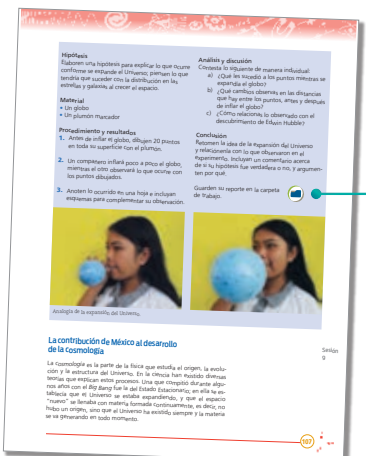 Hipótesis
Elaboren una hipótesis para explicar lo que ocurre
conforme se expande el Universo; piensen lo que
tendría que suceder con la distribución en las
estrellas y galaxias al crecer el espacio.
Material
• Un globo
• Un plumón marcador
Procedimiento y resultados
1. Antes de inflar el globo, dibujen 20 puntos
en toda su superficie con el plumón.
2. Un compañero inflará poco a poco el globo,
mientras el otro observará lo que ocurre con
los puntos dibujados.
3. Anoten lo ocurrido en una hoja e incluyan
esquemas para complementar su observación.
Análisis y discusión
Contesta lo siguiente de manera individual:
a) ¿Qué les sucedió a los puntos mientras se
expandía el globo?
b) ¿Qué cambios observas en las distancias
que hay entre los puntos, antes y después
de inflar el globo?
c) ¿Cómo relacionas lo observado con el
descubrimiento de Edwin Hubble?
Conclusión
Retomen la idea de la expansión del Universo
y relaciónenla con lo que observaron en el
experimento. Incluyan un comentario acerca
de si su hipótesis fue verdadera o no, y argumen-
ten por qué.
Guarden su reporte en la carpeta
de trabajo.
Analogía de la expansión del Universo.
La contribución de México al desarrollo
de la cosmología
Sesión
9
La cosmología es la parte de la física que estudia el origen, la evolu-
ción y la estructura del Universo. En la ciencia han existido diversas
teorías que explican estos procesos. Una que compitió durante algu-
nos años con el Big Bang fue la del Estado Estacionario; en ella se es-
tablecía que el Universo se estaba expandiendo, y que el espacio
"nuevo" se llenaba con materia formada continuamente, es decir, no
hubo un origen, sino que el Universo ha existido siempre y la materia
se va generando en todo momento.
107